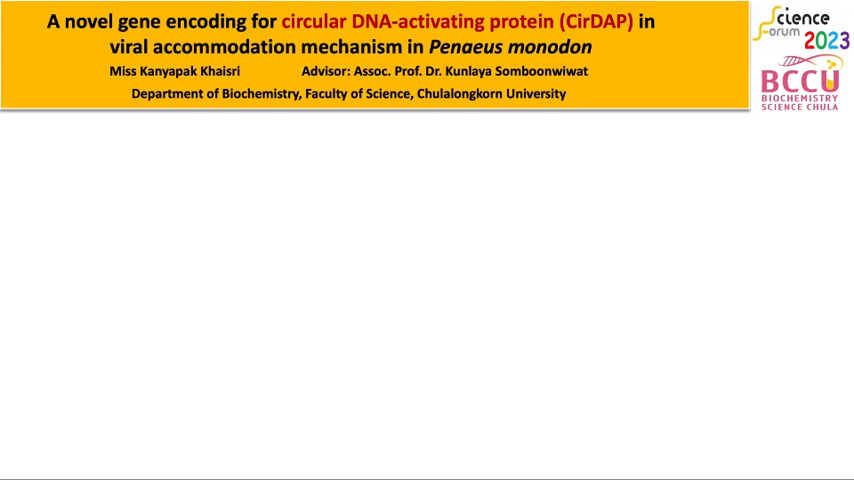 A novel gene encoding for circular DNA-activating protein (CirDAP) in
viral accommodation mechanism in Penaeus monodon
Miss Kanyapak Khaisri Advisor: Assoc. Prof. Dr. Kunlaya Somboonwiwat
Department of Biochemistry, Faculty of Science, Chulalongkorn University
Science
Forum 2023
BCCU
BIOCHEMISTRY
SCIENCE CHULA